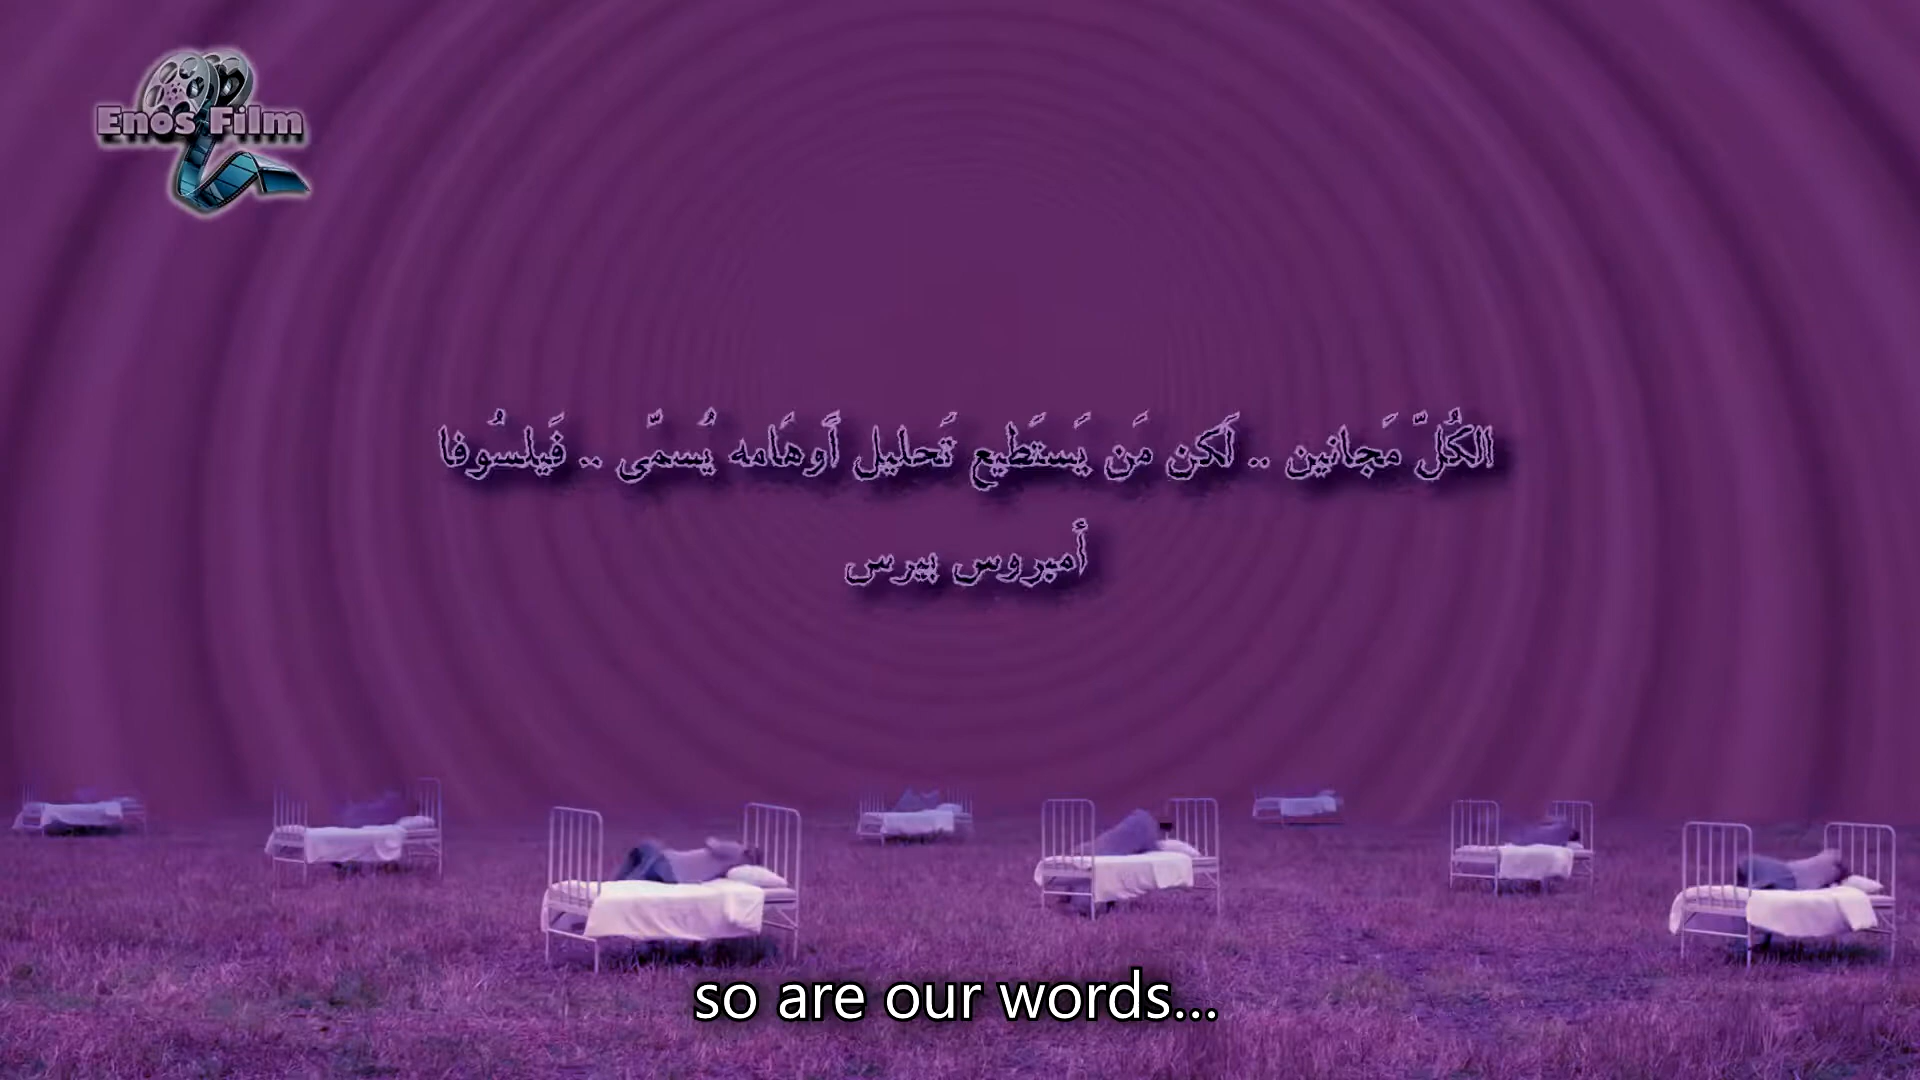 Enos Film
الكُلّ مَجانين .. لَكن مَن يَستَطيع تَحليل أَوهَامه يُسمّى .. فَيلسُوفا
أمبروس بيرس
so are our words...